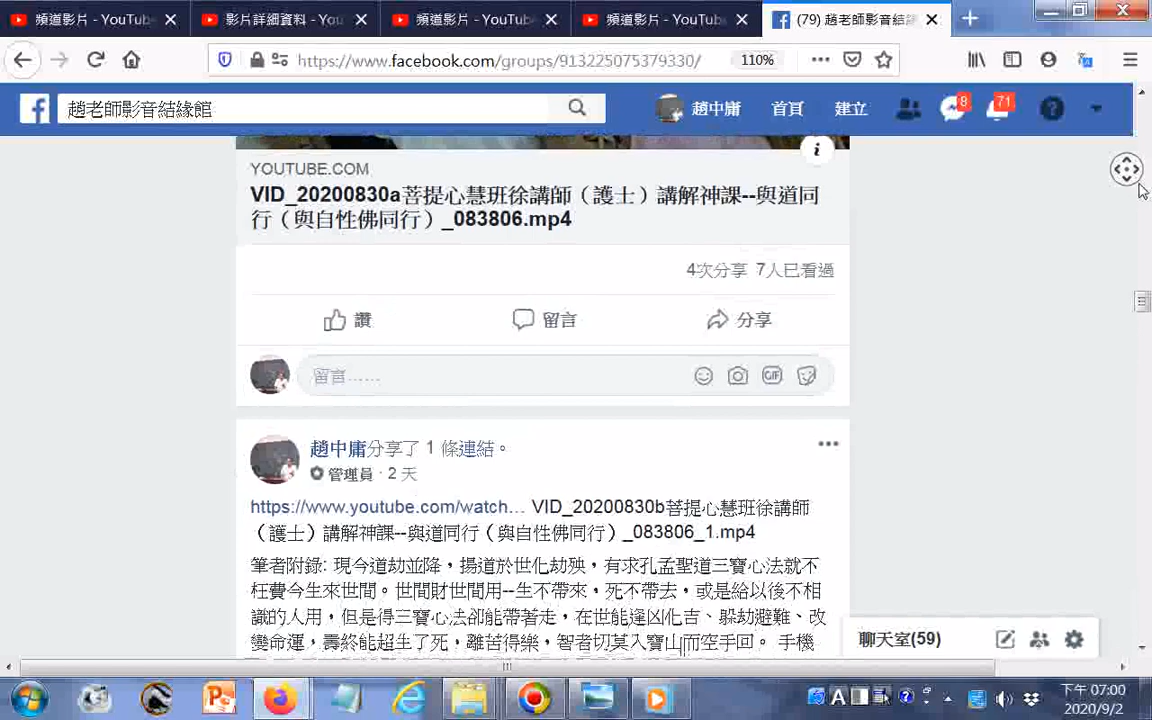 頻道影片 - YouTub
影片詳細資料 - You
頻道影片 - YouTub
頻道影片 - YouTub
(79) 趙老師影音結緣
https://www.facebook.com/groups/913225075379330/
110%
趙老師影音結緣館
趙中庸
首頁
建立
8
71
YOUTUBE.COM
VID_20200830a菩提心慧班徐講師（護士）講解神課--與道同
行（與自性佛同行）_083806.mp4
4次分享 7人已看過
讚
留言
分享
留言......
GIF
趙中庸分享了 1 條連結。
管理員 · 2 天
https://www.youtube.com/watch... VID_20200830b菩提心慧班徐講師
（護士）講解神課--與道同行（與自性佛同行）_083806_1.mp4
筆者附錄: 現今道劫並降，揚道於世化劫殃，有求孔孟聖道三寶心法就不
枉費今生來世間。世間財世間用--生不帶來，死不帶去，或是給以後不相
識的人用，但是得三寶心法卻能帶著走，在世能逢凶化吉、躲劫避難、改
變命運，壽終能超生了死，離苦得樂，智者切莫入寶山而空手回。 手機
聊天室(59)
下午 07:00
2020/9/2